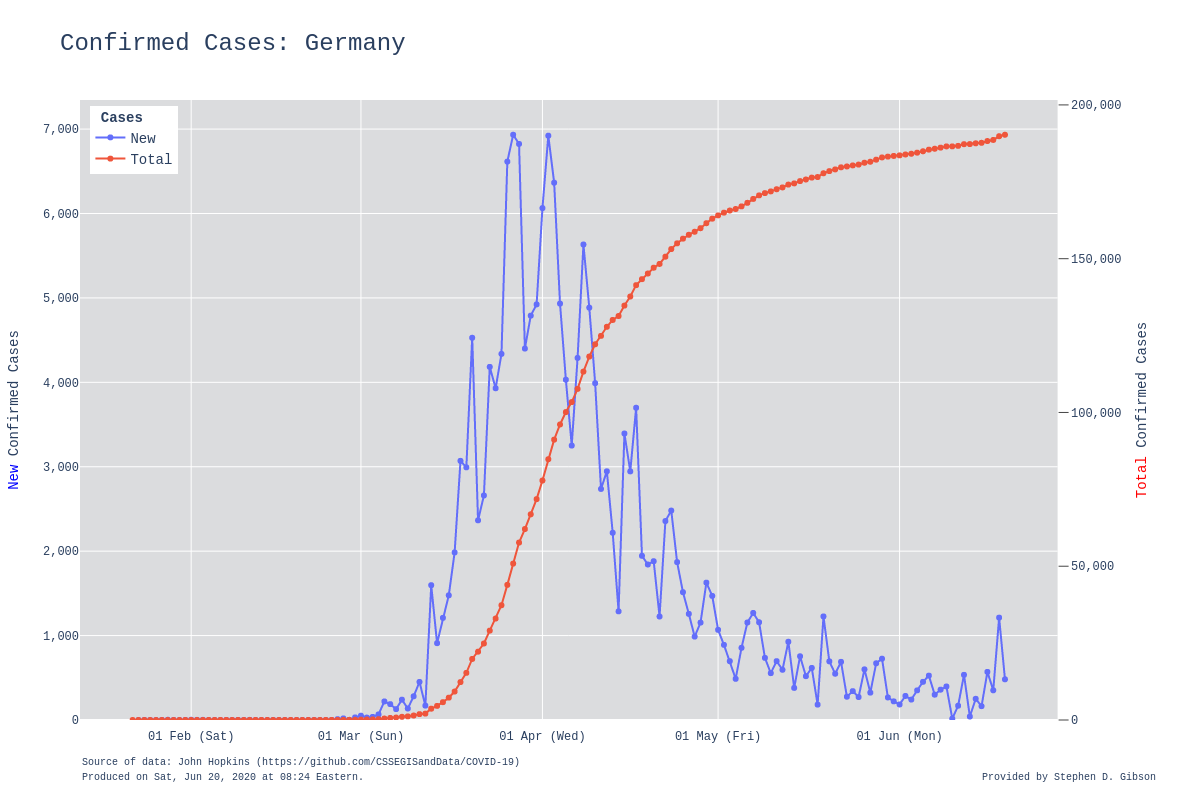 Confirmed Cases: Germany
Cases
New
Total
7,000
6,000
5,000
4,000
3,000
2,000
1,000
0
200,000
150,000
100,000
50,000
0
New Confirmed Cases
Total Confirmed Cases
01 Feb (Sat)
01 Mar (Sun)
01 Apr (Wed)
01 May (Fri)
01 Jun (Mon)
Source of data: John Hopkins (https://github.com/CSSEGISandData/COVID-19)
Produced on Sat, Jun 20, 2020 at 08:24 Eastern.
Provided by Stephen D. Gibson